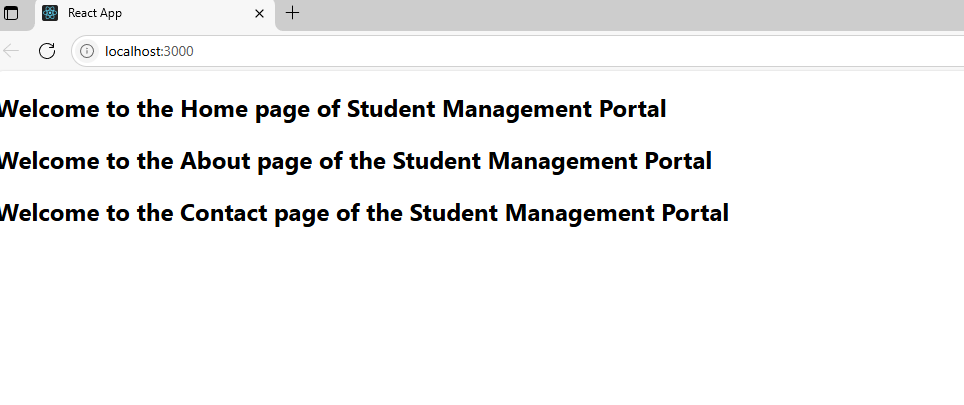 React App
localhost:3000
Welcome to the Home page of Student Management Portal
Welcome to the About page of the Student Management Portal
Welcome to the Contact page of the Student Management Portal